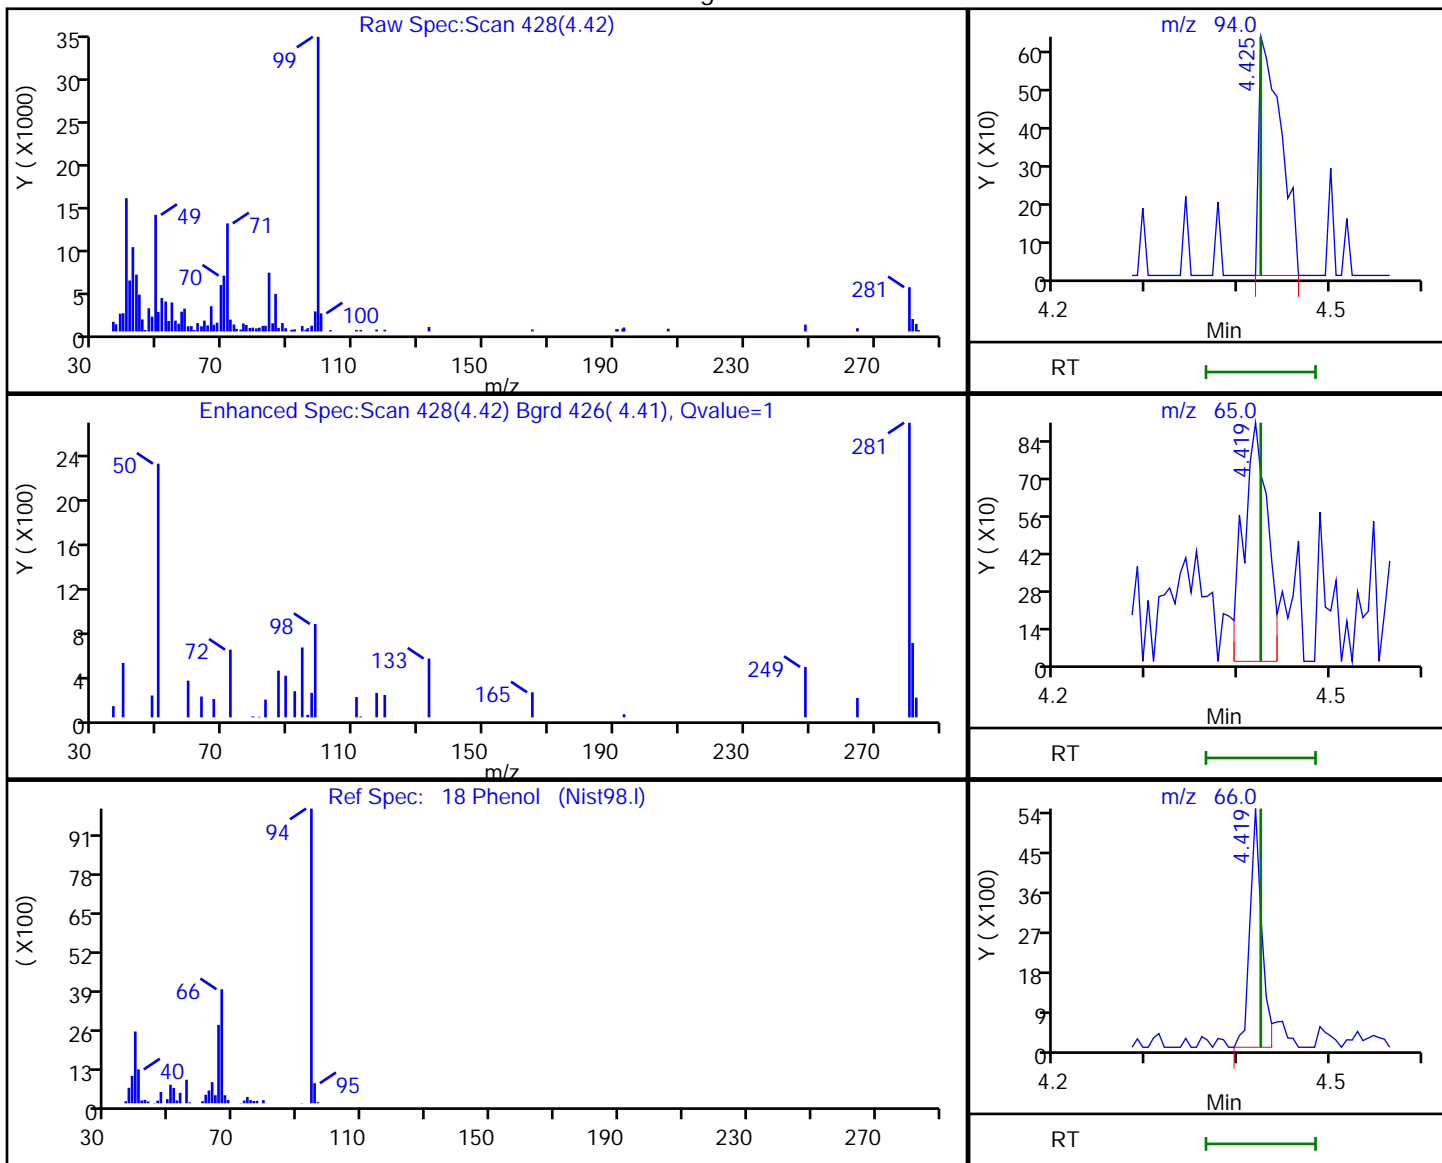 Raw Spec:Scan 428(4.42)
Y ( X1000)
35
30
25
20
15
10
5
0
99
49
71
70
100
281
30 70 110 150 190 230 270
m/z
m/z 94.0
Y ( X10)
60
50
40
30
20
10
0
4.425
4.2 4.5
Min
RT
Enhanced Spec:Scan 428(4.42) Bgrd 426( 4.41), Qvalue=1
Y ( X100)
24
20
16
12
8
4
0
50
281
98
72
133
165
249
30 70 110 150 190 230 270
m/z
m/z 65.0
Y ( X10)
84
70
56
42
28
14
0
4.419
4.2 4.5
Min
RT
Ref Spec: 18 Phenol (Nist98.l)
( X100)
91
78
65
52
39
26
13
0
94
66
40
95
30 70 110 150 190 230 270
m/z 66.0
Y ( X100)
54
45
36
27
18
9
0
4.419
4.2 4.5
Min
RT